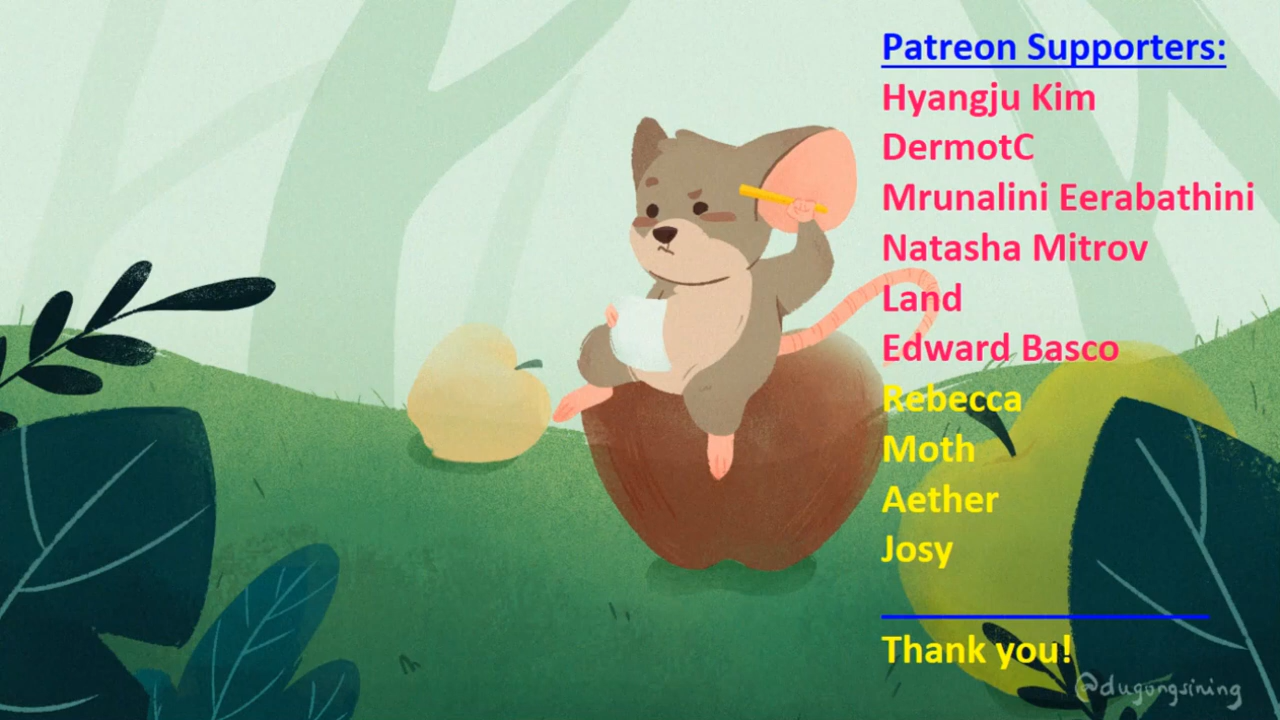 Patreon Supporters:
Hyangju Kim
DermotC
Mrunalini Eerabathini
Natasha Mitrov
Land
Edward Basco
Rebecca
Moth
Aether
Josy
Thank you!
@dugongsining